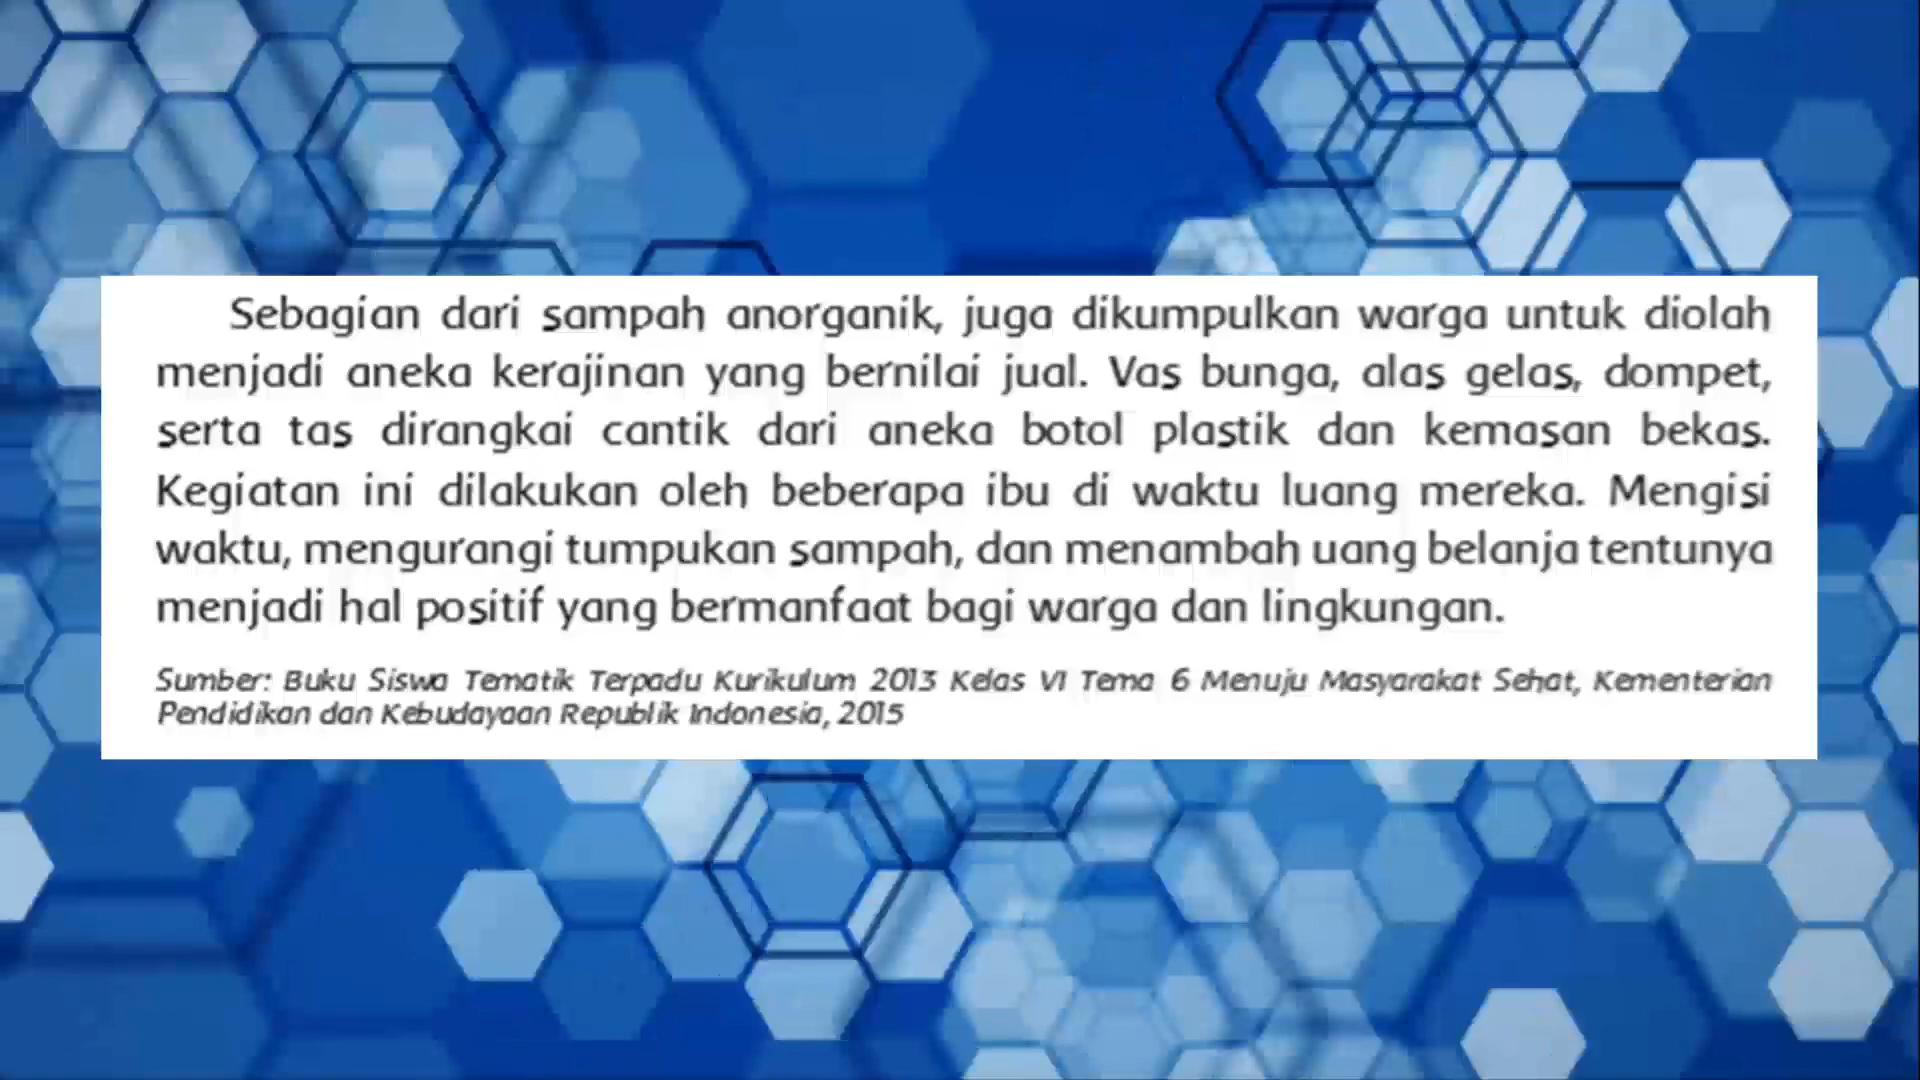 Sebagian dari sampah anorganik, juga dikumpulkan warga untuk diolah
menjadi aneka kerajinan yang bernilai jual. Vas bunga, alas gelas, dompet,
serta tas dirangkai cantik dari aneka botol plastik dan kemasan bekas.
Kegiatan ini dilakukan oleh beberapa ibu di waktu luang mereka. Mengisi
waktu, mengurangi tumpukan sampah, dan menambah uang belanja tentunya
menjadi hal positif yang bermanfaat bagi warga dan lingkungan.
Sumber: Buku Siswa Tematik Terpadu Kurikulum 2013 Kelas VI Tema 6 Menuju Masyarakat Sehat, Kementerian
Pendidikan dan Kebudayaan Republik Indonesia, 2015